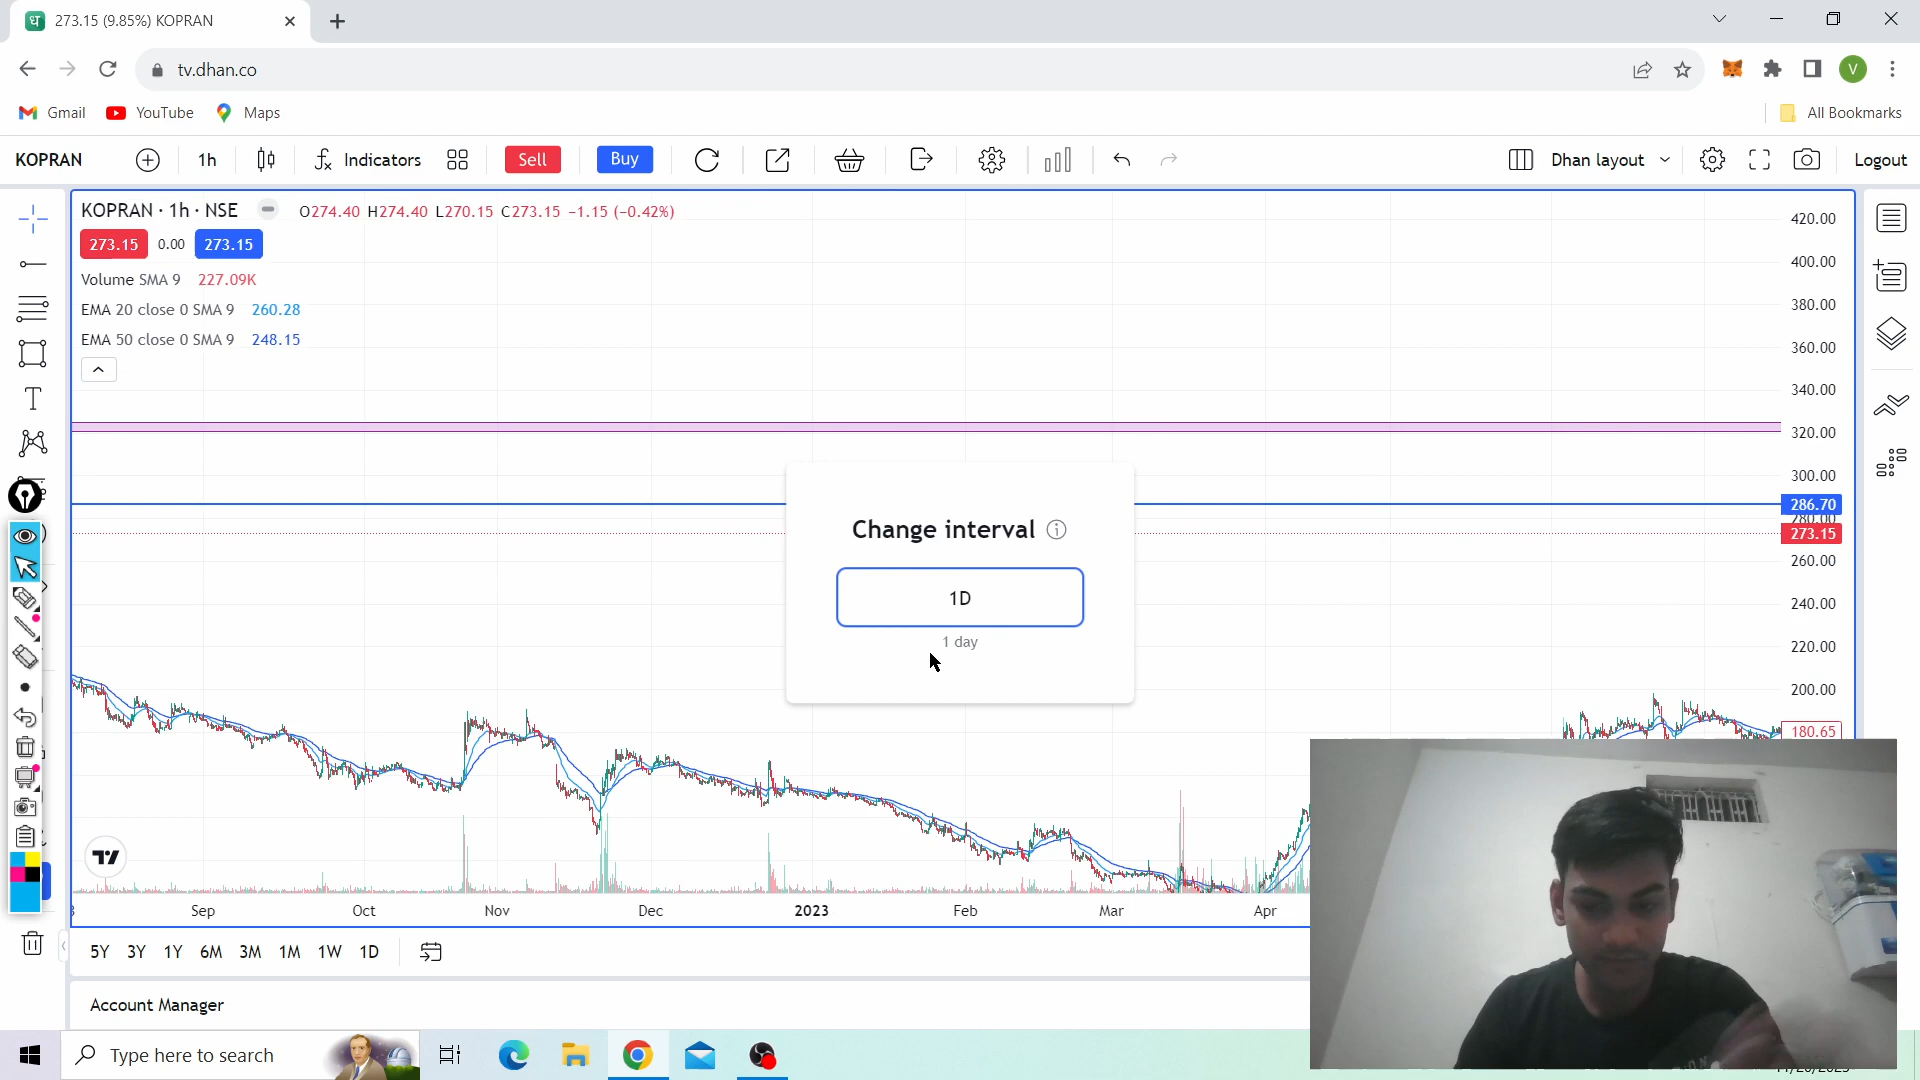 273.15 (9.85%) KOPRAN
tv.dhan.co
V
Gmail YouTube Maps All Bookmarks
KOPRAN 1h Indicators Sell Buy Dhan layout Logout
KOPRAN · 1h · NSE O274.40 H274.40 L270.15 C273.15 −1.15 (−0.42%)
273.15 0.00 273.15
Volume SMA 9 227.09K
EMA 20 close 0 SMA 9 260.28
EMA 50 close 0 SMA 9 248.15
420.00
400.00
380.00
360.00
340.00
320.00
300.00
286.70
280.00
273.15
260.00
240.00
220.00
200.00
180.65
Change interval
1D
1 day
Sep Oct Nov Dec 2023 Feb Mar Apr
5Y 3Y 1Y 6M 3M 1M 1W 1D
Account Manager
Type here to search